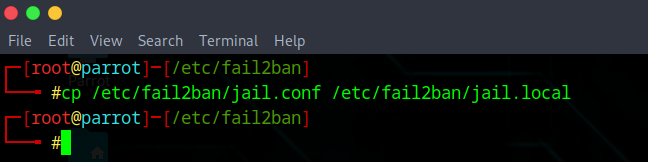 File Edit View Search Terminal Help
┌─[root@parrot]─[/etc/fail2ban]
└──╼ #cp /etc/fail2ban/jail.conf /etc/fail2ban/jail.local
┌─[root@parrot]─[/etc/fail2ban]
└──╼ #